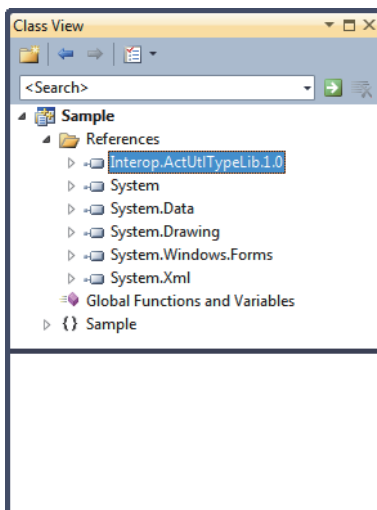 Class View
<Search>
Sample
References
Interop.ActUtlTypeLib.1.0
System
System.Data
System.Drawing
System.Windows.Forms
System.Xml
Global Functions and Variables
{} Sample